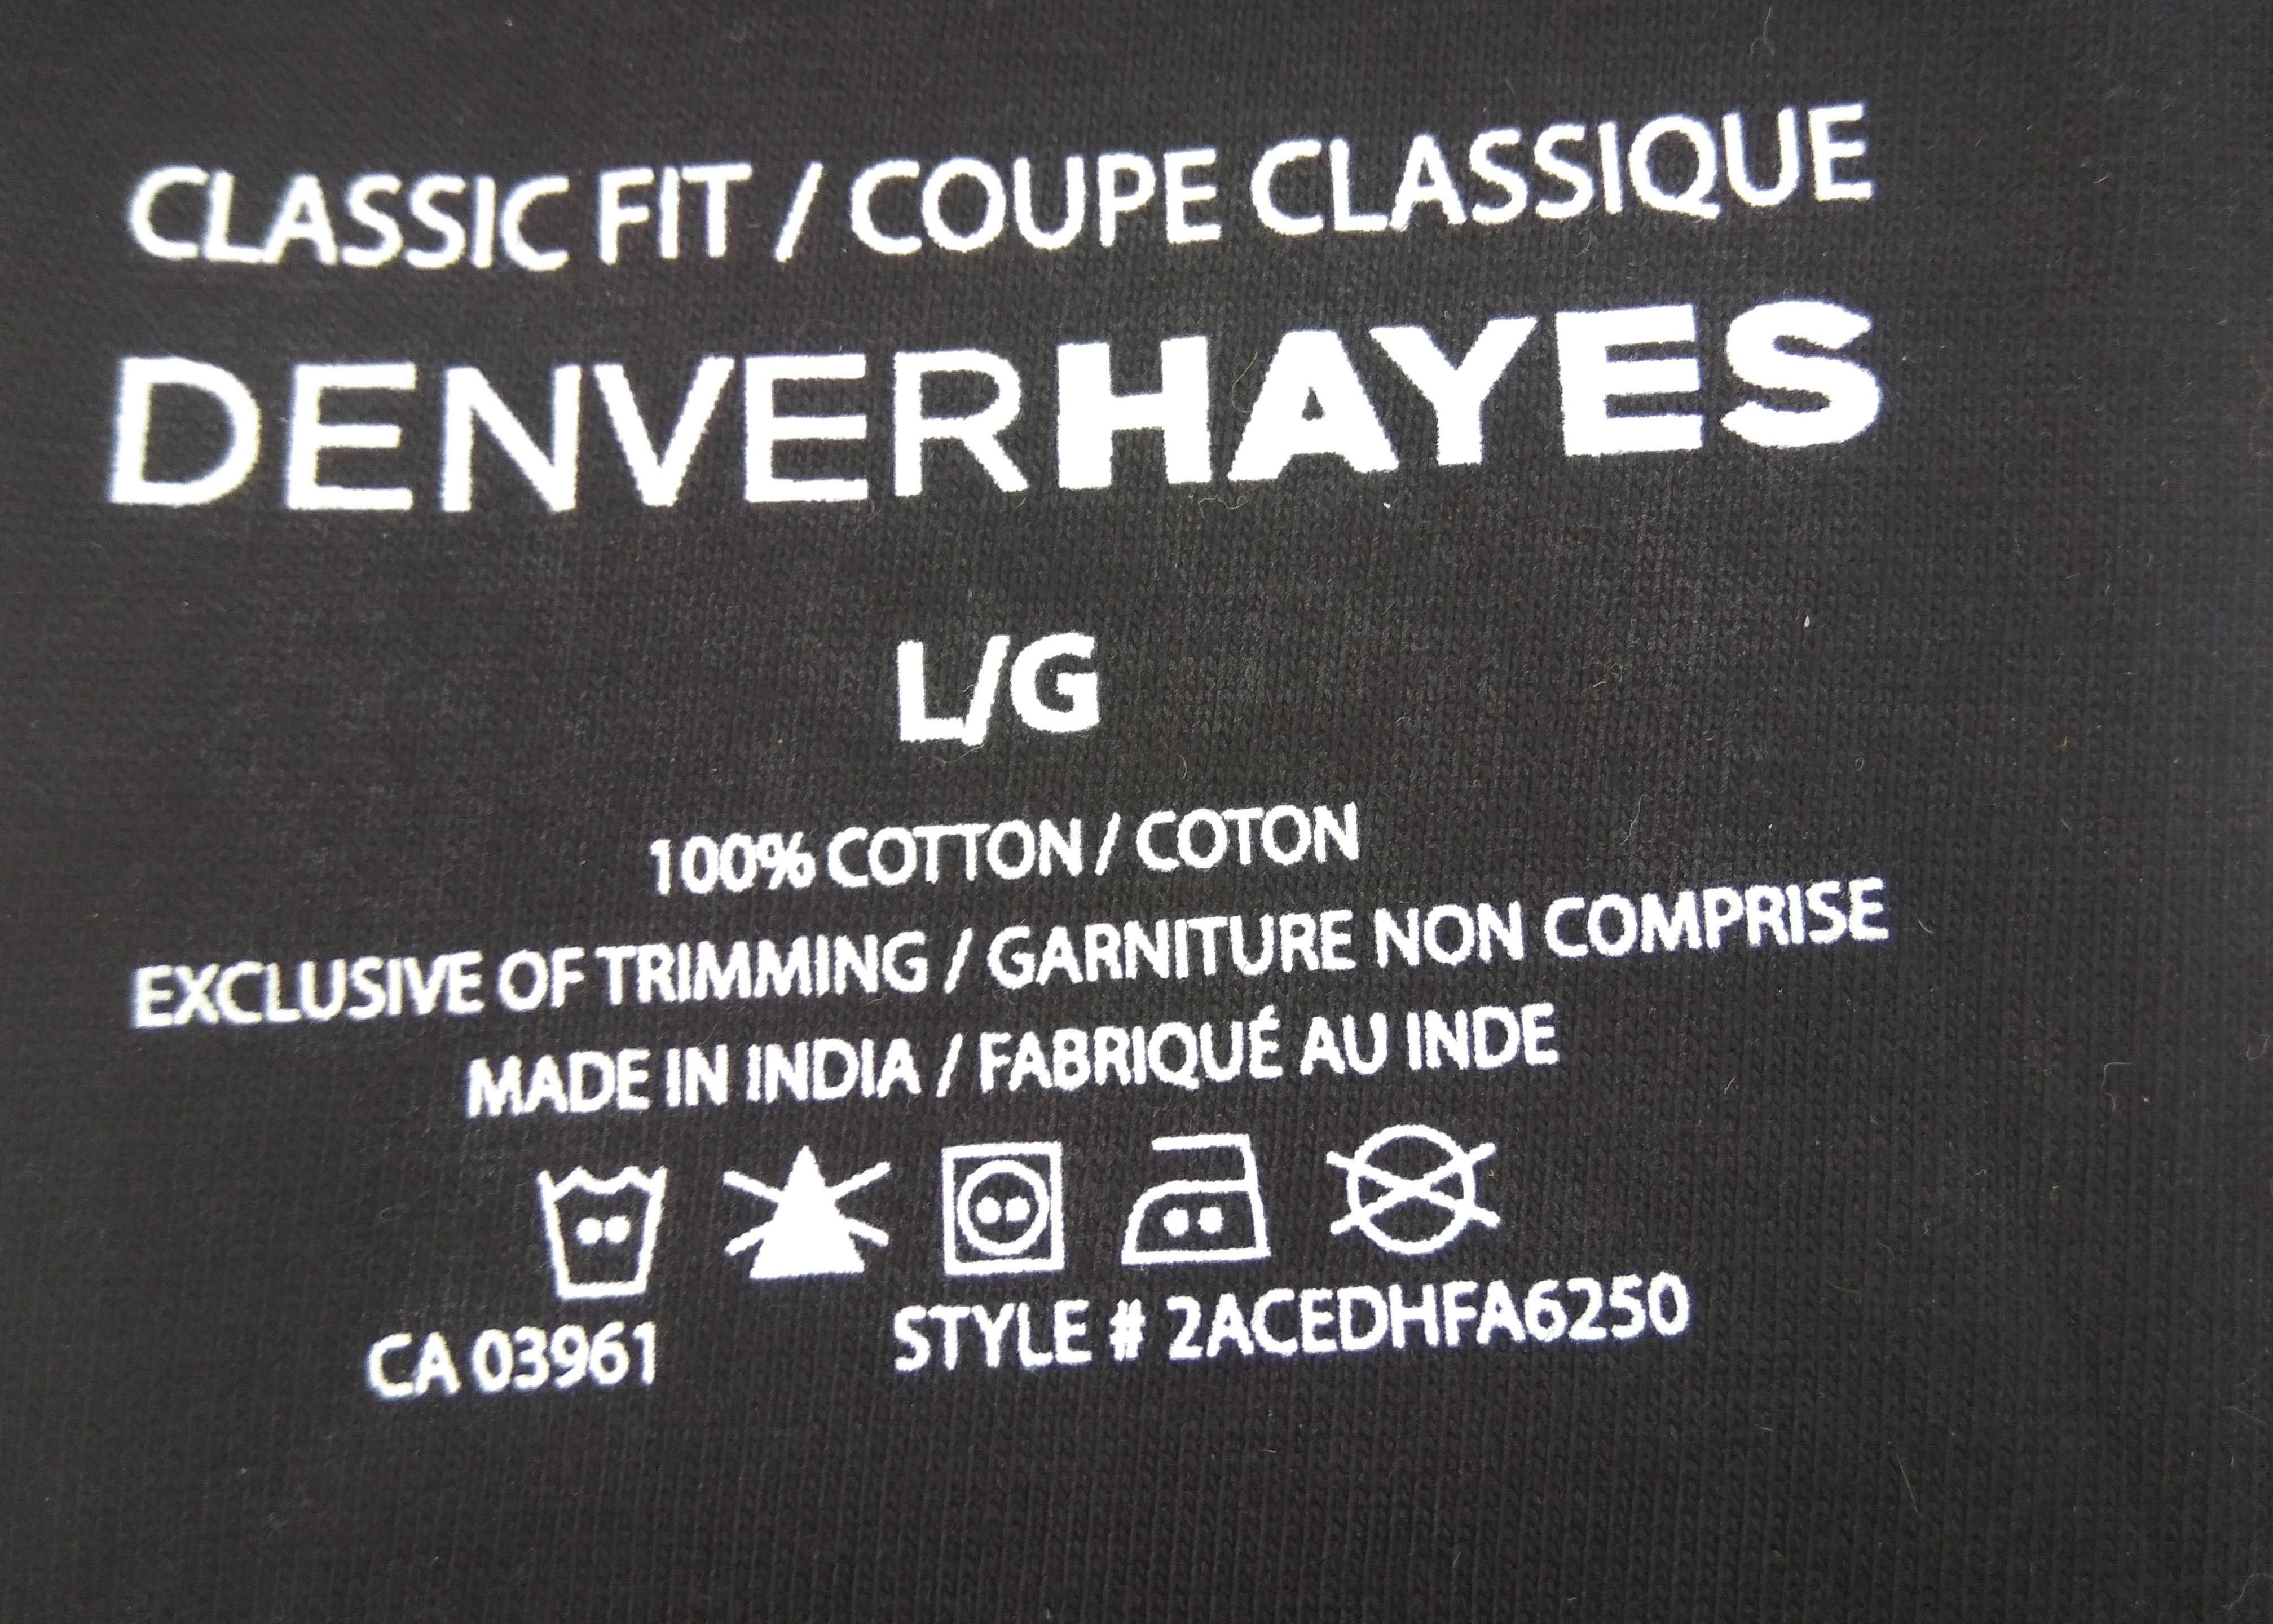 CLASSIC FIT / COUPE CLASSIQUE
DENVERHAYES
L/G
100% COTTON / COTON
EXCLUSIVE OF TRIMMING / GARNITURE NON COMPRISE
MADE IN INDIA / FABRIQUÉ AU INDE
CA 03961 STYLE # 2ACEDHFA6250